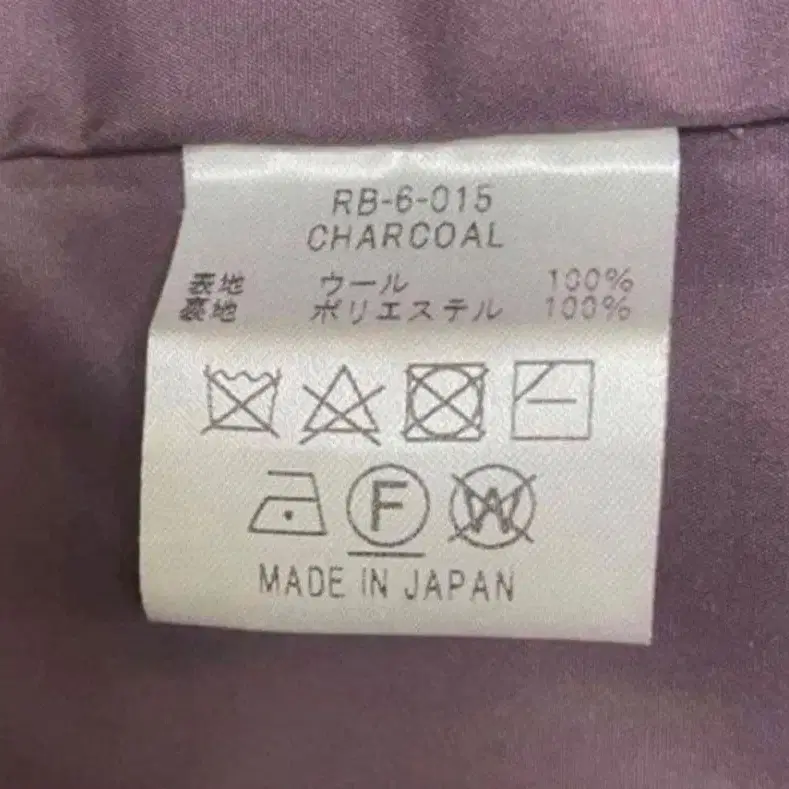 RB-6-015
CHARCOAL
表地 ウール 100%
裏地 ポリエステル 100%
F W
MADE IN JAPAN